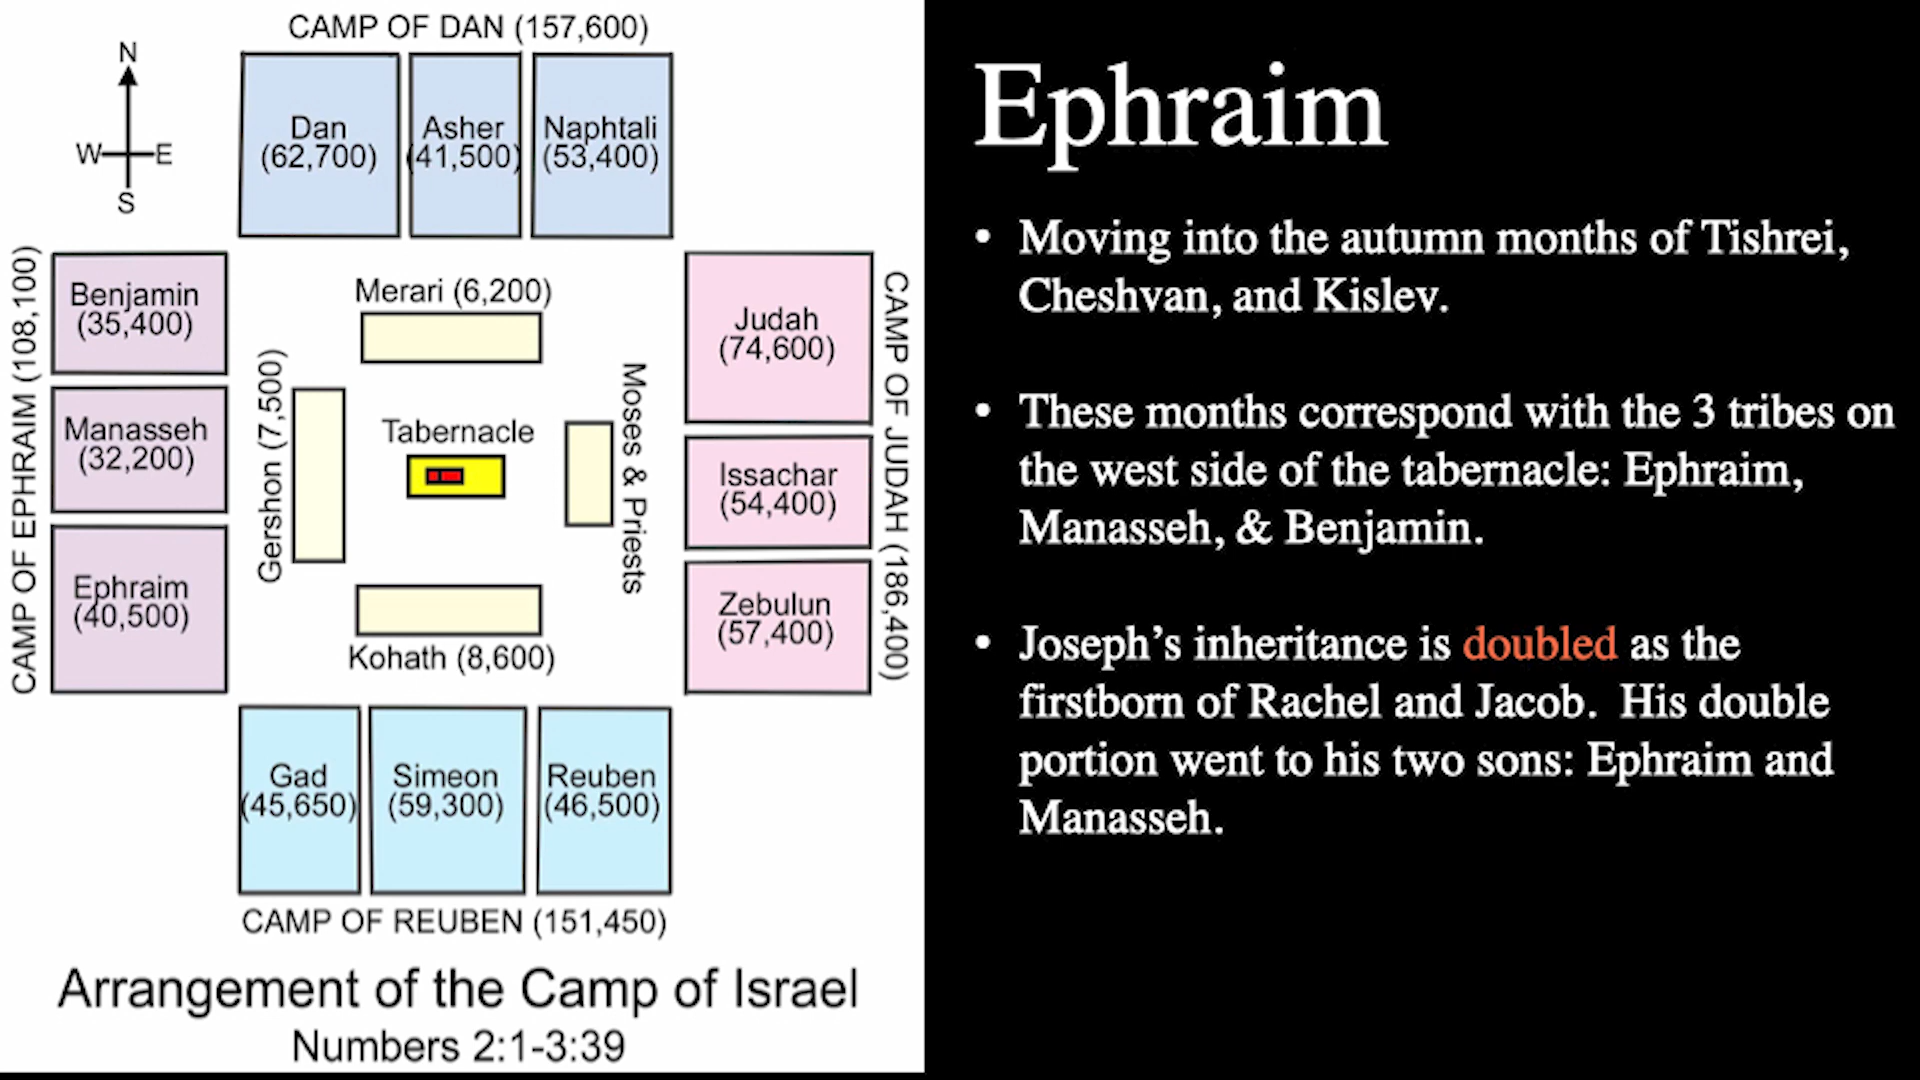 CAMP OF DAN (157,600)
N
W
E
S
Dan
(62,700)
Asher
(41,500)
Naphtali
(53,400)
CAMP OF EPHRAIM (108,100)
Benjamin
(35,400)
Manasseh
(32,200)
Ephraim
(40,500)
Merari (6,200)
Gershon (7,500)
Tabernacle
Moses & Priests
Kohath (8,600)
Judah
(74,600)
Issachar
(54,400)
Zebulun
(57,400)
CAMP OF JUDAH (186,400)
Gad
(45,650)
Simeon
(59,300)
Reuben
(46,500)
CAMP OF REUBEN (151,450)
Arrangement of the Camp of Israel
Numbers 2:1-3:39
Ephraim
• Moving into the autumn months of Tishrei,
Cheshvan, and Kislev.
• These months correspond with the 3 tribes on
the west side of the tabernacle: Ephraim,
Manasseh, & Benjamin.
• Joseph’s inheritance is doubled as the
firstborn of Rachel and Jacob.  His double
portion went to his two sons: Ephraim and
Manasseh.